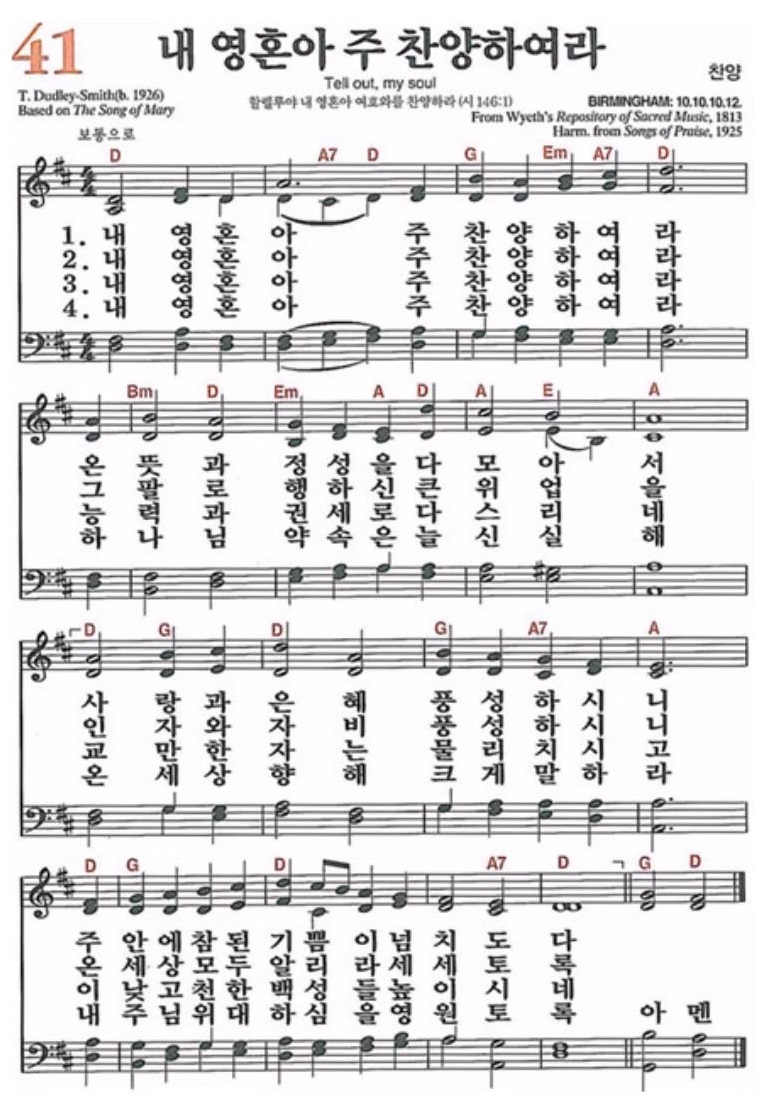 41
내 영혼아 주 찬양하여라
Tell out, my soul
찬양
T. Dudley-Smith(b. 1926)
할렐루야 내 영혼아 여호와를 찬양하라 (시 146:1)
BIRMINGHAM: 10.10.10.12.
Based on The Song of Mary
From Wyeth's Repository of Sacred Music, 1813
Harm. from Songs of Praise, 1925
보통으로
D A7 D G Em A7 D
1. 내 영 혼 아 주 찬 양 하 여 라
2. 내 영 혼 아 주 찬 양 하 여 라
3. 내 영 혼 아 주 찬 양 하 여 라
4. 내 영 혼 아 주 찬 양 하 여 라
Bm D Em A D A E A
온 뜻 과 정 성 을 다 모 아 서
그 팔 로 행 하 신 큰 위 업 을
능 력 과 권 세 로 다 스 리 네
하 나 님 약 속 은 늘 신 실 해
D G D G A7 A
사 랑 과 은 혜 풍 성 하 시 니
인 자 와 자 비 풍 성 하 시 니
교 만 한 자 는 물 리 치 시 고
온 세 상 향 해 크 게 말 하 라
D G D A7 D G D
주 안 에 참 된 기 쁨 이 넘 치 도 다
온 세 상 모 두 알 리 라 세 세 토 록
이 낮 고 천 한 백 성 들 높 이 시 네
내 주 님 위 대 하 심 을 영 원 토 록 아 멘